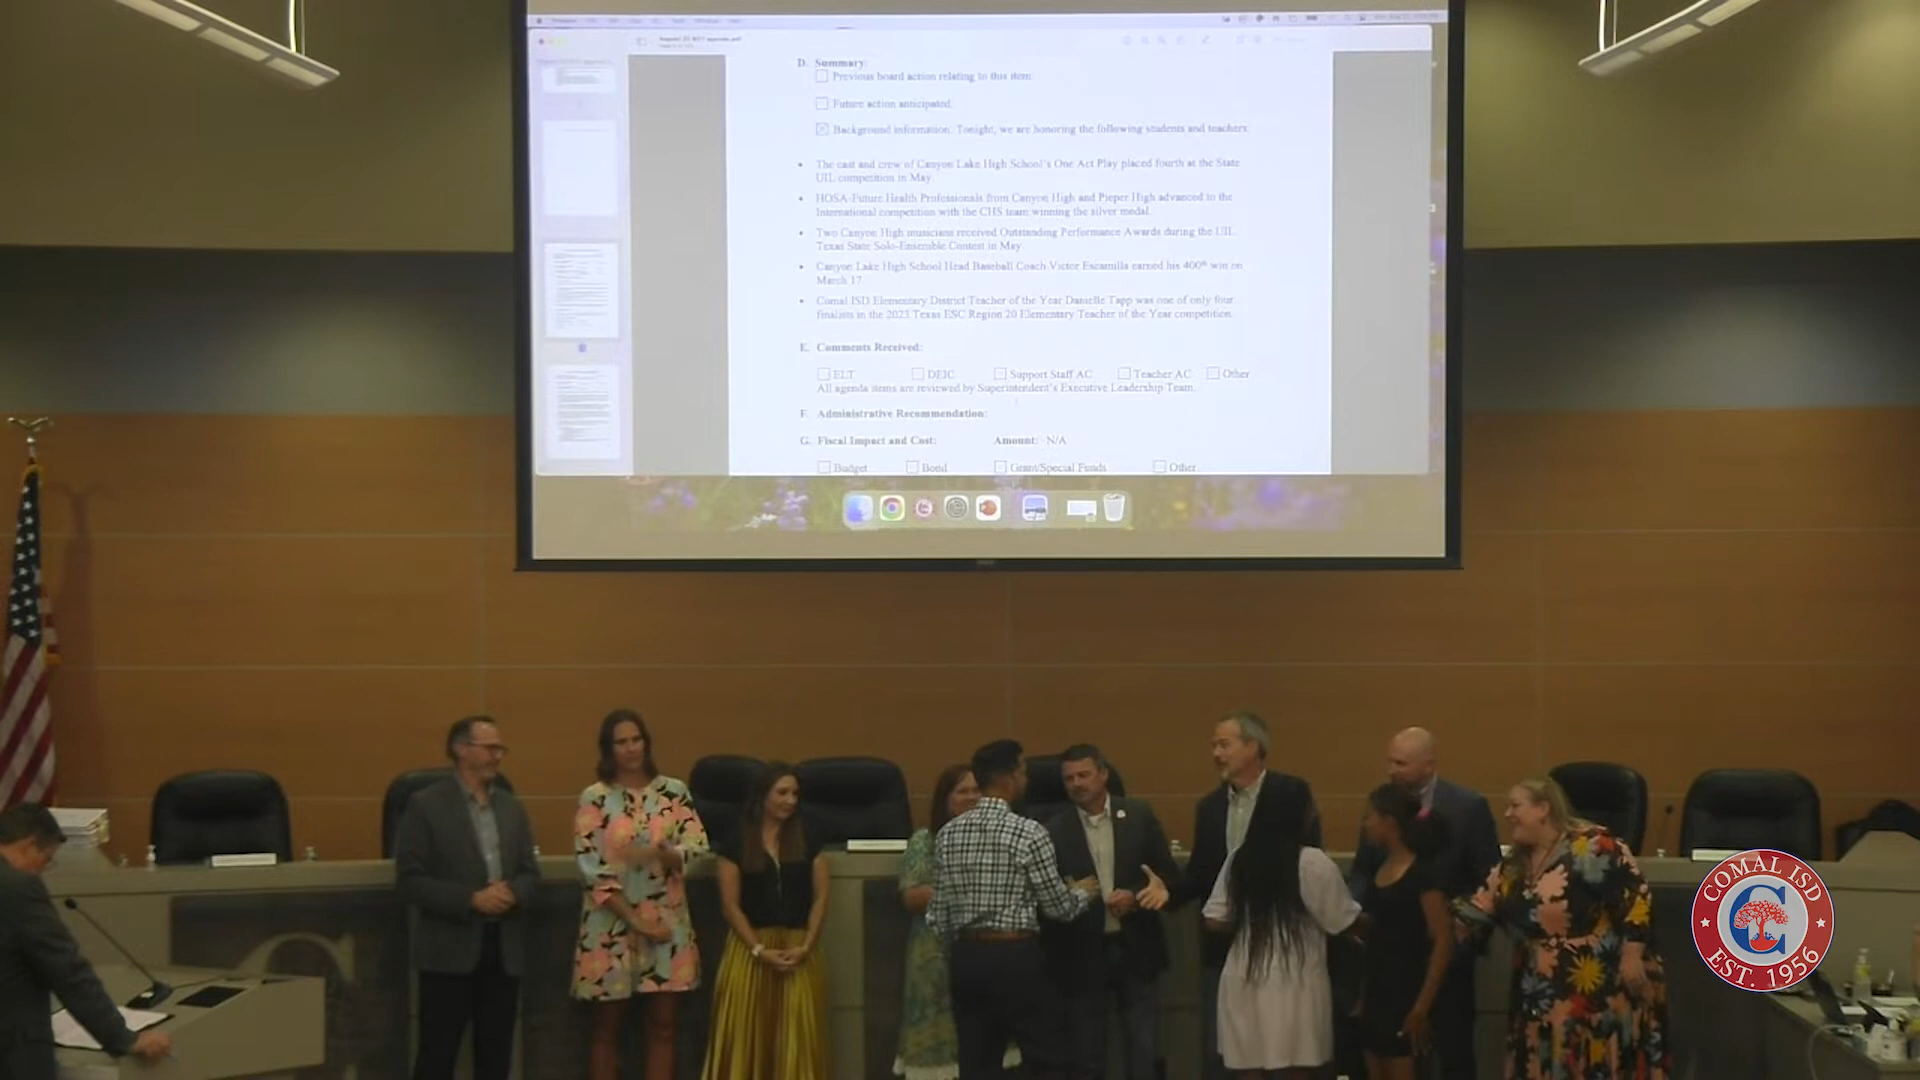 D. Summary:
Previous board action relating to this item:
Future action anticipated:
Background information: Tonight, we are honoring the following students and teachers:
• The cast and crew of Canyon Lake High School's One Act Play placed fourth at the State
UIL competition in May.
• HOSA-Future Health Professionals from Canyon High and Pieper High advanced to the
International competition with the CHS team winning the silver medal.
• Two Canyon High musicians received Outstanding Performance Awards during the UIL
Texas State Solo-Ensemble Contest in May.
• Canyon Lake High School Head Baseball Coach Victor Escamilla earned his 400th win on
March 17.
• Comal ISD Elementary District Teacher of the Year Danielle Tapp was one of only four
finalists in the 2023 Texas ESC Region 20 Elementary Teacher of the Year competition.
E. Comments Received:
ELT DEIC Support Staff AC Teacher AC Other
All agenda items are reviewed by Superintendent's Executive Leadership Team.
F. Administrative Recommendation:
G. Fiscal Impact and Cost: Amount: N/A
Budget Bond Grant/Special Funds Other
COMAL ISD
C
EST. 1956